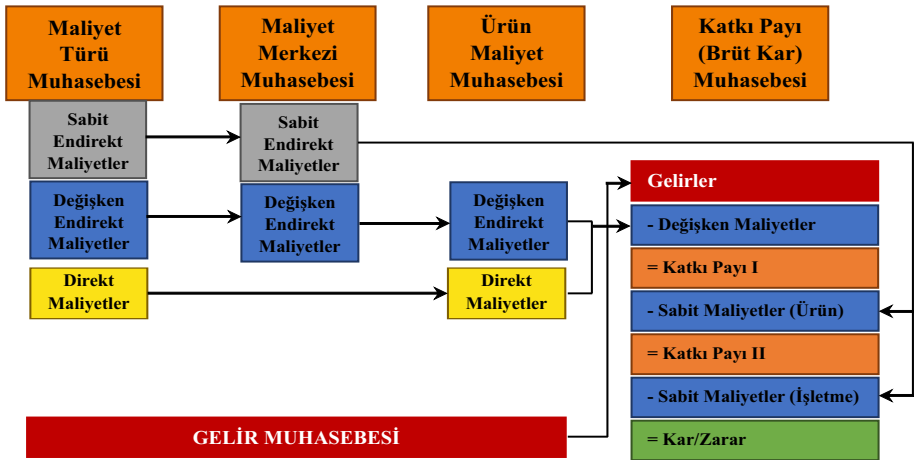 Maliyet
Türü
Muhasebesi
Maliyet
Merkezi
Muhasebesi
Ürün
Maliyet
Muhasebesi
Katkı Payı
(Brüt Kar)
Muhasebesi
Sabit
Endirekt
Maliyetler
Sabit
Endirekt
Maliyetler
Gelirler
Değişken
Endirekt
Maliyetler
Değişken
Endirekt
Maliyetler
Değişken
Endirekt
Maliyetler
- Değişken Maliyetler
= Katkı Payı I
Direkt
Maliyetler
Direkt
Maliyetler
- Sabit Maliyetler (Ürün)
= Katkı Payı II
- Sabit Maliyetler (İşletme)
GELİR MUHASEBESİ
= Kar/Zarar